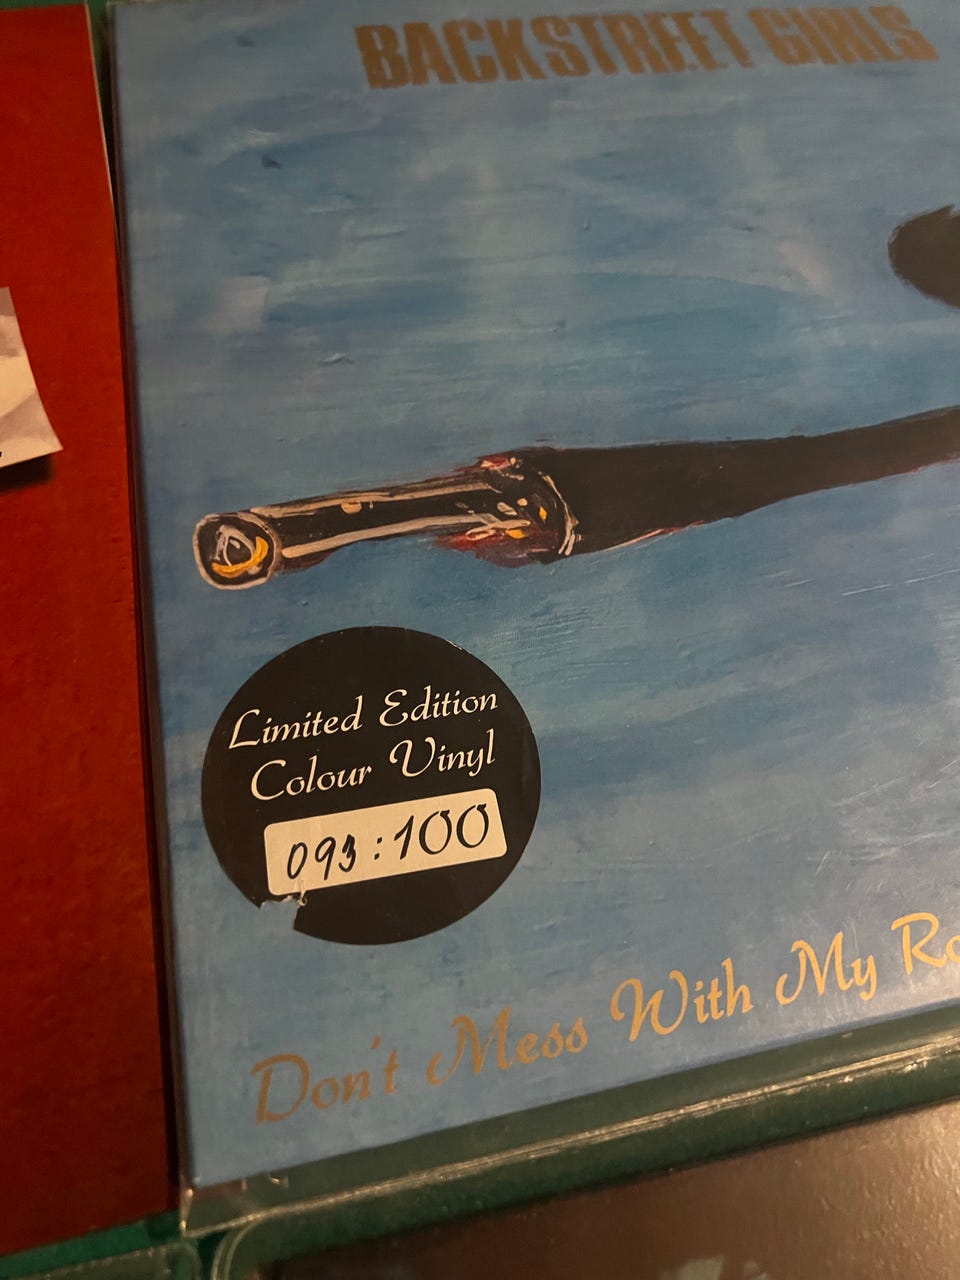 BACKSTREET GIRLS
Limited Edition
Colour Vinyl
093:100
Don't Mess With My